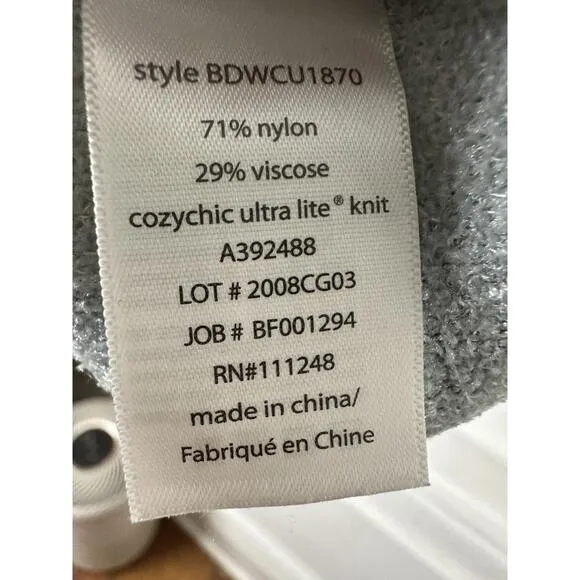 style BDWCU1870
71% nylon
29% viscose
cozychic ultra lite® knit
A392488
LOT # 2008CG03
JOB # BF001294
RN#111248
made in china/
Fabriqué en Chine